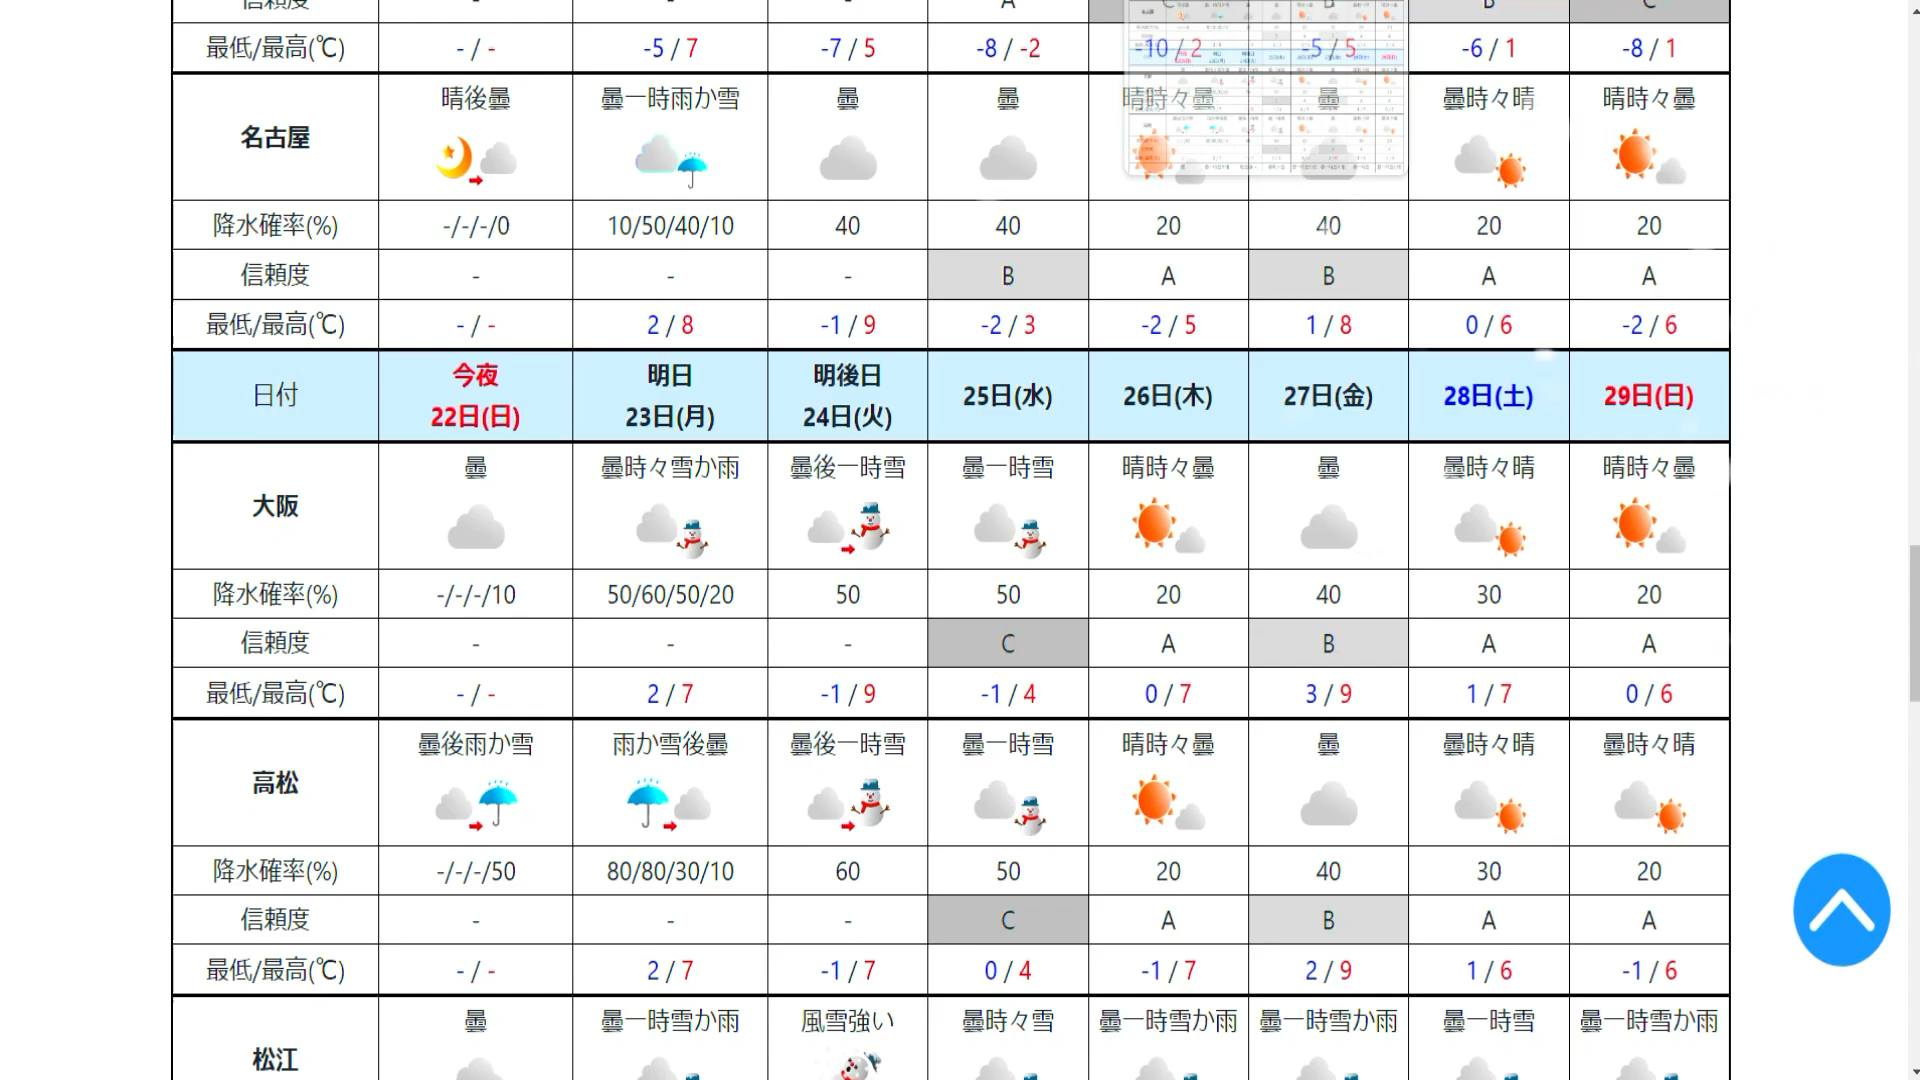 信頼度 - - - A C B B C
最低/最高(℃) - / - -5 / 7 -7 / 5 -8 / -2 -10 / 2 -5 / 5 -6 / 1 -8 / 1
名古屋 晴後曇 曇一時雨か雪 曇 曇 晴時々曇 曇 曇時々晴 晴時々曇
降水確率(%) -/-/-/0 10/50/40/10 40 40 20 40 20 20
信頼度 - - - B A B A A
最低/最高(℃) - / - 2 / 8 -1 / 9 -2 / 3 -2 / 5 1 / 8 0 / 6 -2 / 6
日付 今夜 22日(日) 明日 23日(月) 明後日 24日(火) 25日(水) 26日(木) 27日(金) 28日(土) 29日(日)
大阪 曇 曇時々雪か雨 曇後一時雪 曇一時雪 晴時々曇 曇 曇時々晴 晴時々曇
降水確率(%) -/-/-/10 50/60/50/20 50 50 20 40 30 20
信頼度 - - - C A B A A
最低/最高(℃) - / - 2 / 7 -1 / 9 -1 / 4 0 / 7 3 / 9 1 / 7 0 / 6
高松 曇後雨か雪 雨か雪後曇 曇後一時雪 曇一時雪 晴時々曇 曇 曇時々晴 曇時々晴
降水確率(%) -/-/-/50 80/80/30/10 60 50 20 40 30 20
信頼度 - - - C A B A A
最低/最高(℃) - / - 2 / 7 -1 / 7 0 / 4 -1 / 7 2 / 9 1 / 6 -1 / 6
松江 曇 曇一時雪か雨 風雪強い 曇時々雪 曇一時雪か雨 曇一時雪か雨 曇一時雪 曇一時雪か雨